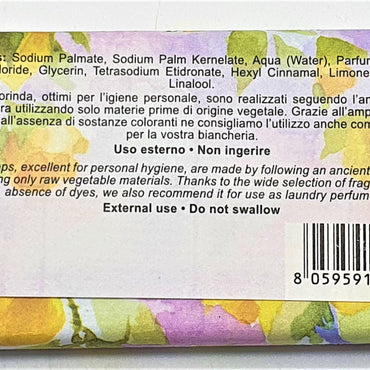 s: Sodium Palmate, Sodium Palm Kernelate, Aqua (Water), Parfum
loride, Glycerin, Tetrasodium Etidronate, Hexyl Cinnamal, Limone
Linalool.
orinda, ottimi per l'igiene personale, sono realizzati seguendo l'an
ra utilizzando solo materie prime di origine vegetale. Grazie all'amp
all'assenza di sostanze coloranti ne consigliamo l'utilizzo anche com
per la vostra biancheria.
Uso esterno • Non ingerire
ps, excellent for personal hygiene, are made by following an ancient
ng only raw vegetable materials. Thanks to the wide selection of fragr
absence of dyes, we also recommend it for use as laundry perfum
External use • Do not swallow
8 059591